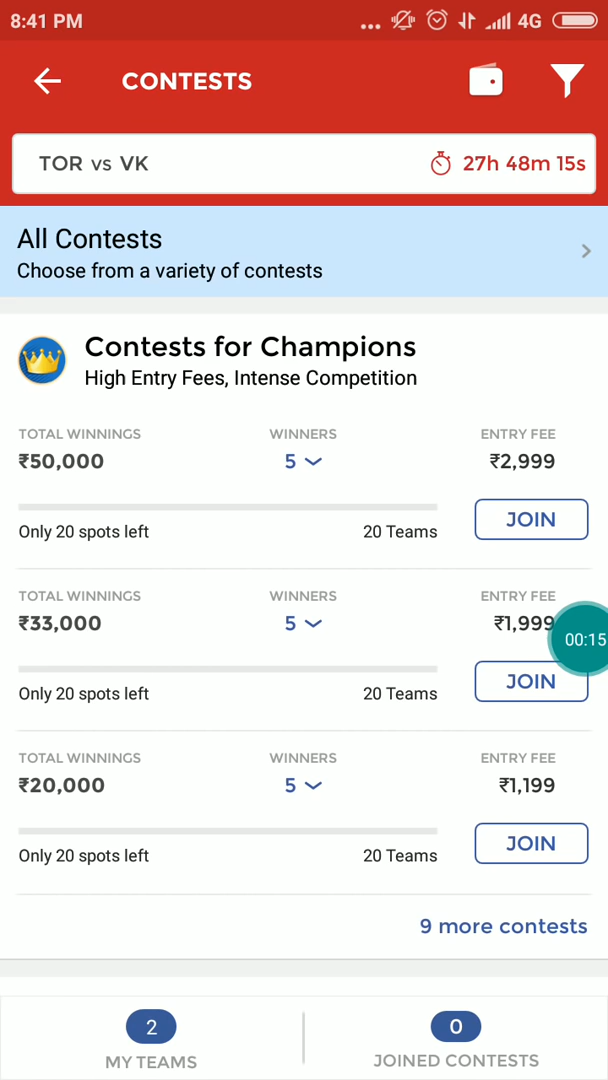 8:41 PM
... 4G
CONTESTS
TOR vs VK 27h 48m 15s
All Contests
Choose from a variety of contests
Contests for Champions
High Entry Fees, Intense Competition
TOTAL WINNINGS WINNERS ENTRY FEE
₹50,000 5 ₹2,999
JOIN
Only 20 spots left 20 Teams
TOTAL WINNINGS WINNERS ENTRY FEE
₹33,000 5 ₹1,999
00:15
JOIN
Only 20 spots left 20 Teams
TOTAL WINNINGS WINNERS ENTRY FEE
₹20,000 5 ₹1,199
JOIN
Only 20 spots left 20 Teams
9 more contests
2 0
MY TEAMS JOINED CONTESTS